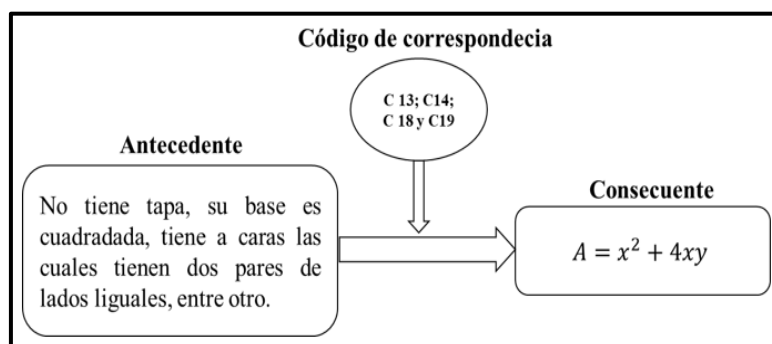 Código de correspondecia
C 13; C14;
C 18 y C19
Antecedente
No tiene tapa, su base es
cuadradada, tiene a caras las
cuales tienen dos pares de
lados liguales, entre otro.
Consecuente
A = x² + 4xy